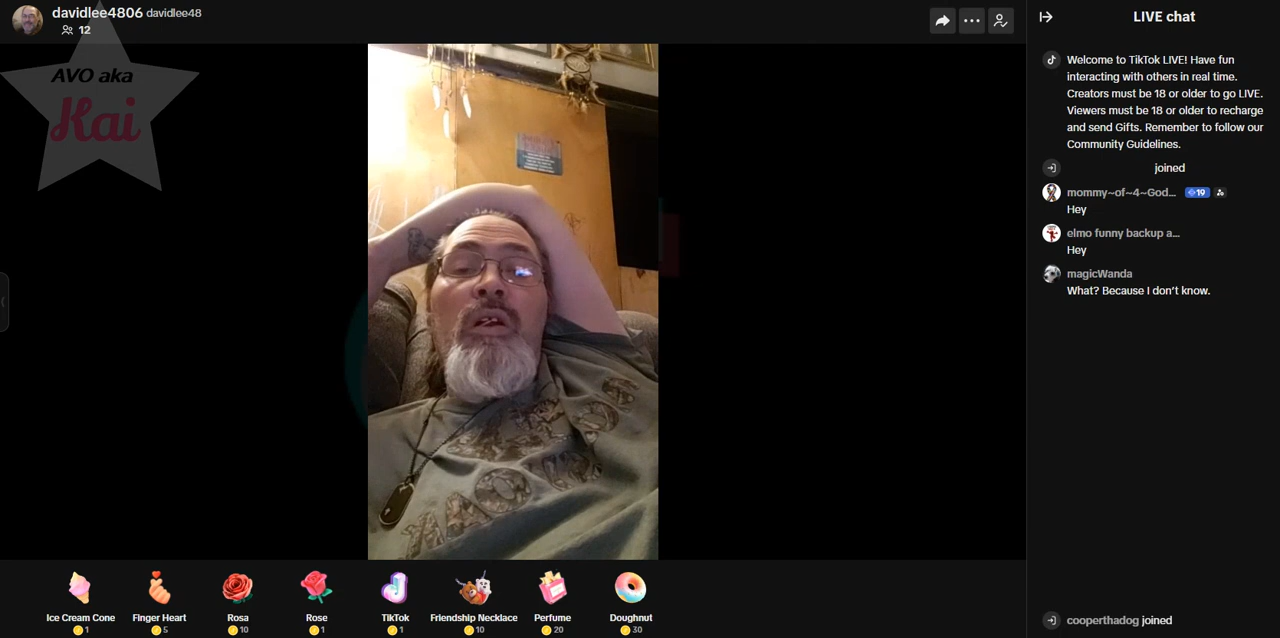 davidlee4806 davidlee48
12
AVO aka
Kai
LIVE chat
Welcome to TikTok LIVE! Have fun
interacting with others in real time.
Creators must be 18 or older to go LIVE.
Viewers must be 18 or older to recharge
and send Gifts. Remember to follow our
Community Guidelines.
joined
mommy~of~4~God... 19
Hey
elmo funny backup a...
Hey
magicWanda
What? Because I don't know.
cooperthadog joined
Ice Cream Cone
1
Finger Heart
5
Rosa
10
Rose
1
TikTok
1
Friendship Necklace
10
Perfume
20
Doughnut
30